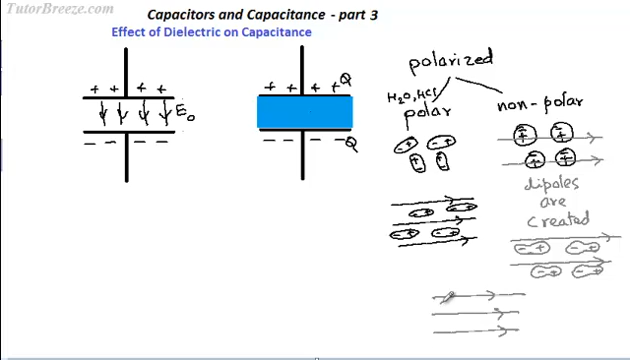 TutorBreeze.com
Capacitors and Capacitance - part 3
Effect of Dielectric on Capacitance
polarized
H₂O, HCl
polar
non-polar
+ + + +
E₀
_ _ _ _
+ + + + Q
_ _ _ _ Q
dipoles
are
created